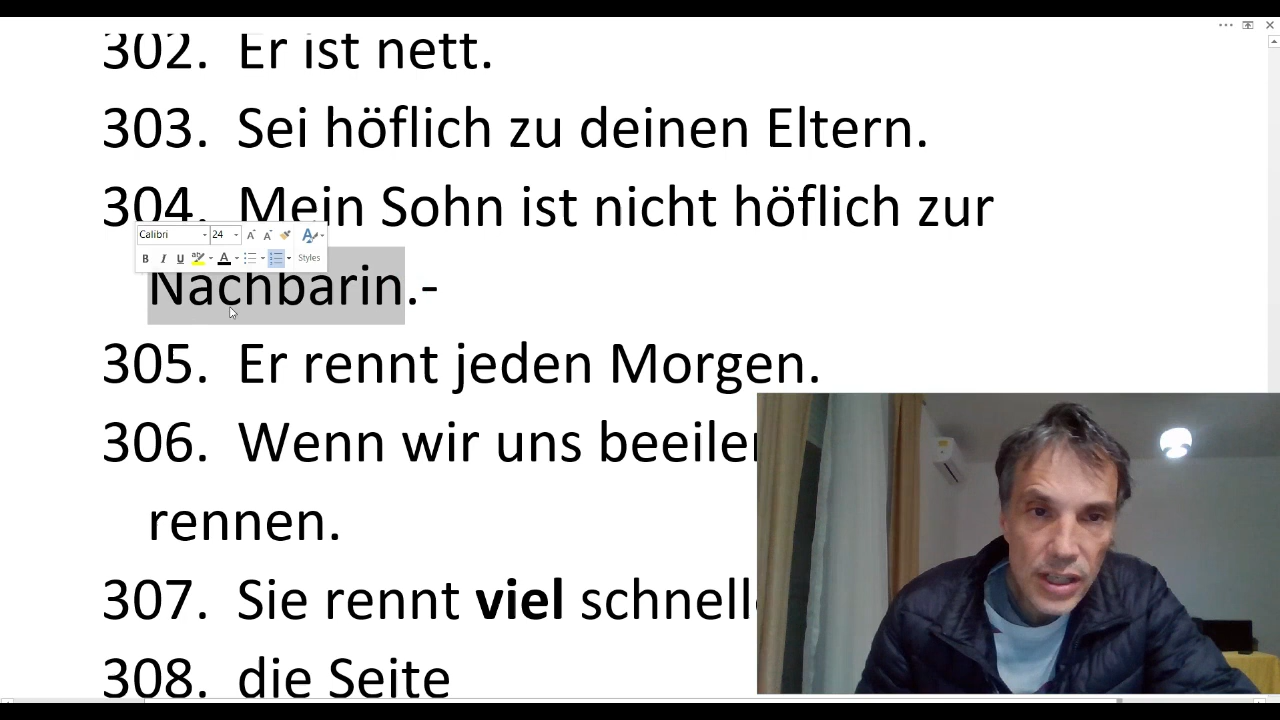 302. Er ist nett.
303. Sei höflich zu deinen Eltern.
304. Mein Sohn ist nicht höflich zur
Calibri 24
Styles
Nachbarin.-
305. Er rennt jeden Morgen.
306. Wenn wir uns
rennen.
307. Sie rennt viel
308. die Seite